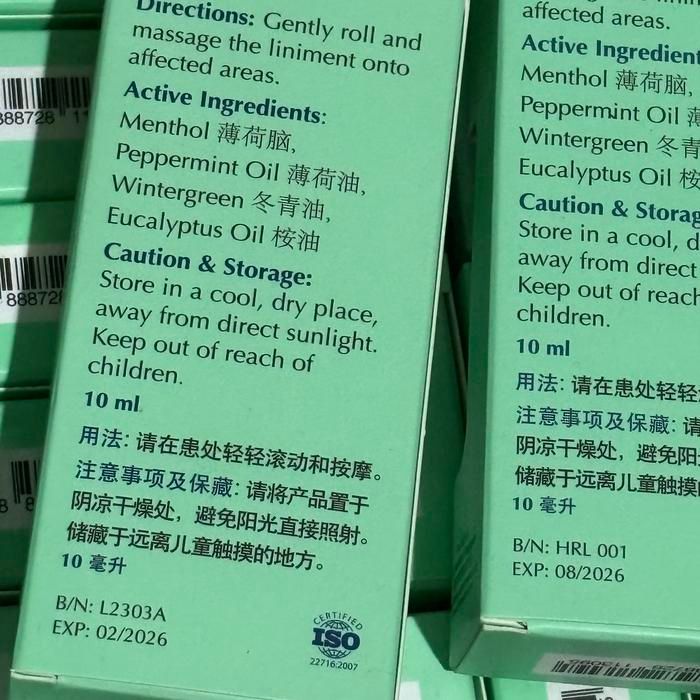 Directions: Gently roll and
massage the liniment onto
affected areas.
Active Ingredients:
Menthol 薄荷脑,
Peppermint Oil 薄荷油,
Wintergreen 冬青油,
Eucalyptus Oil 桉油
Caution & Storage:
Store in a cool, dry place,
away from direct sunlight.
Keep out of reach of
children.
10 ml
用法: 请在患处轻轻滚动和按摩。
注意事项及保藏: 请将产品置于
阴凉干燥处, 避免阳光直接照射。
储藏于远离儿童触摸的地方。
10 毫升
B/N: L2303A
EXP: 02/2026
CERTIFIED
ISO
22716:2007
affected areas.
Active Ingredient
Menthol 薄荷脑,
Peppermint Oil
Wintergreen 冬青
Eucalyptus Oil 桉
Caution & Storag
Store in a cool, d
away from direct
Keep out of reach
children.
10 ml
用法: 请在患处轻轻
注意事项及保藏: 请
阴凉干燥处, 避免阳
储藏于远离儿童触摸
10 毫升
B/N: HRL 001
EXP: 08/2026
888728 11
888728